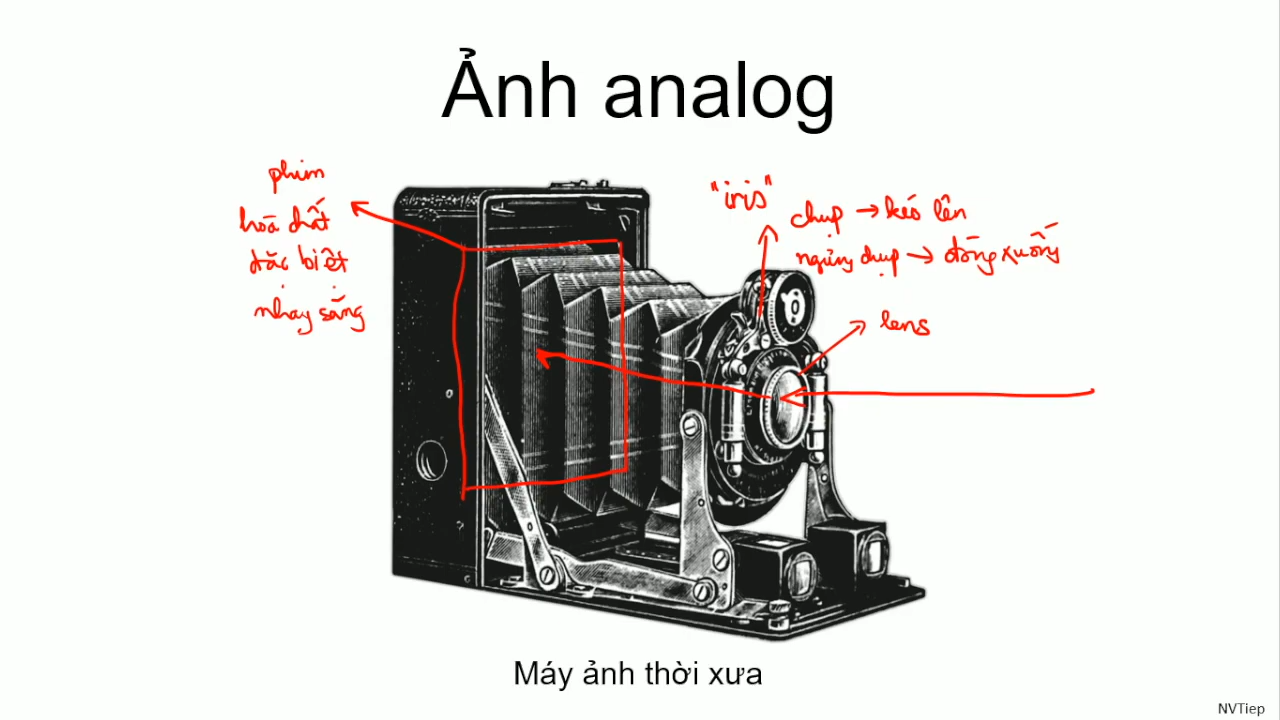 Ảnh analog
phim
hoá chất
đặc biệt
nhạy sáng
"iris"
chụp → kéo lên
ngừng chụp → đóng xuống
lens
Máy ảnh thời xưa
NVTiep